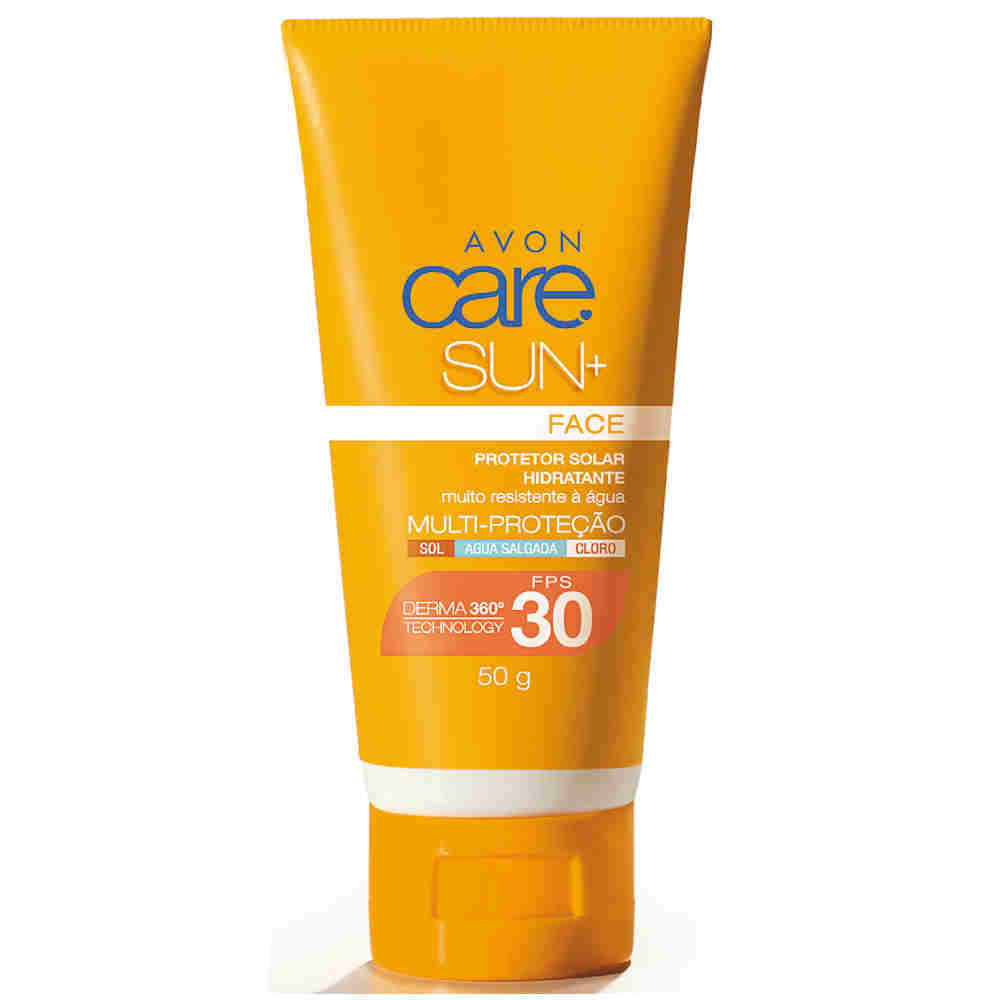 AVON
care
SUN+
FACE
PROTETOR SOLAR
HIDRATANTE
muito resistente à água
MULTI-PROTEÇÃO
SOL AGUA SALGADA CLORO
FPS
DERMA 360° 30
TECHNOLOGY
50 g